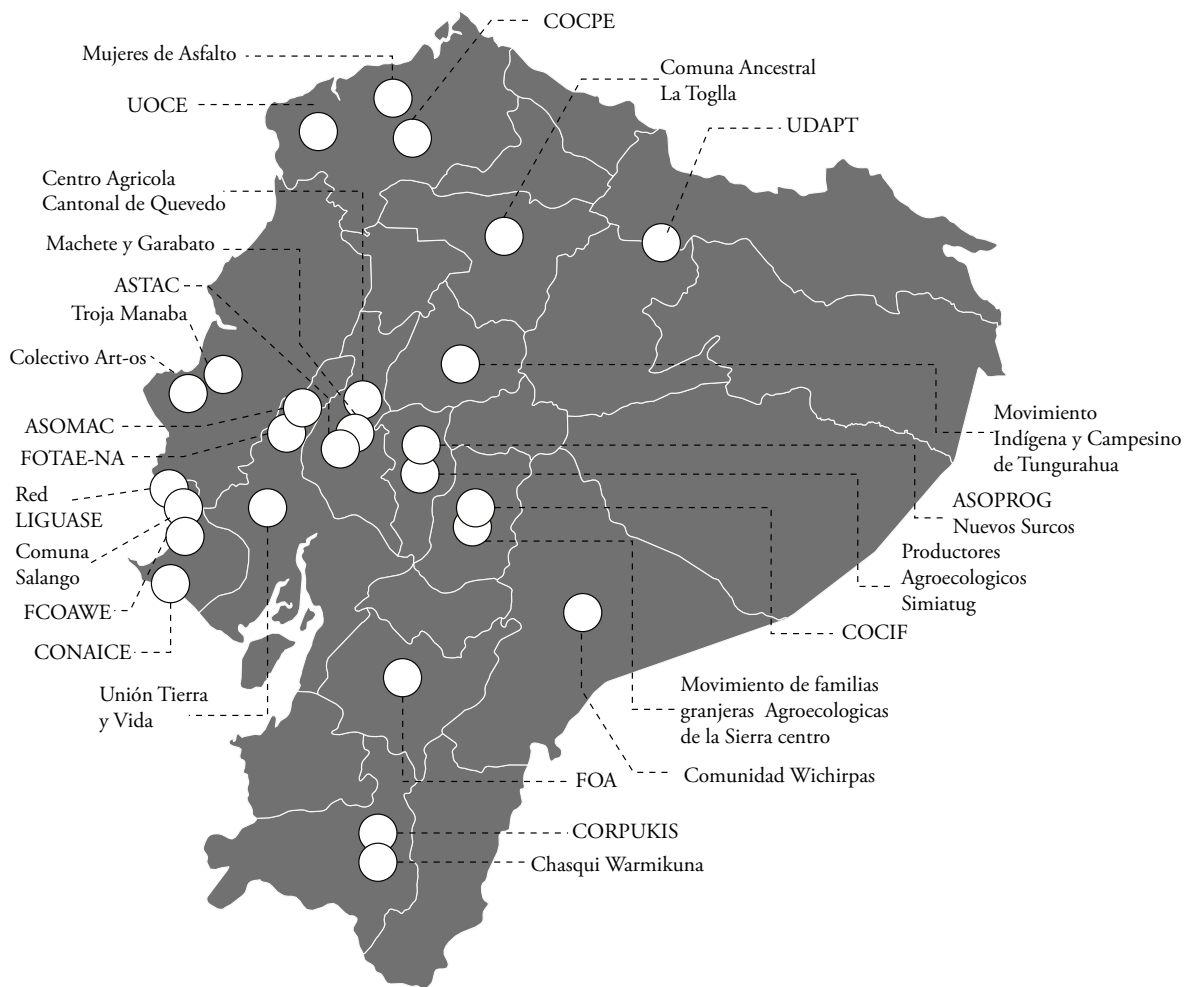 COCPE
Mujeres de Asfalto
Comuna Ancestral
La Toglla
UOCE
UDAPT
Centro Agricola
Cantonal de Quevedo
Machete y Garabato
ASTAC
Troja Manaba
Colectivo Art-os
ASOMAC
FOTAE-NA
Red
LIGUASE
Comuna
Salango
FCOAWE
CONAICE
Unión Tierra
y Vida
Movimiento
Indígena y Campesino
de Tungurahua
ASOPROG
Nuevos Surcos
Productores
Agroecologicos
Simiatug
COCIF
Movimiento de familias
granjeras Agroecologicas
de la Sierra centro
Comunidad Wichirpas
FOA
CORPUKIS
Chasqui Warmikuna